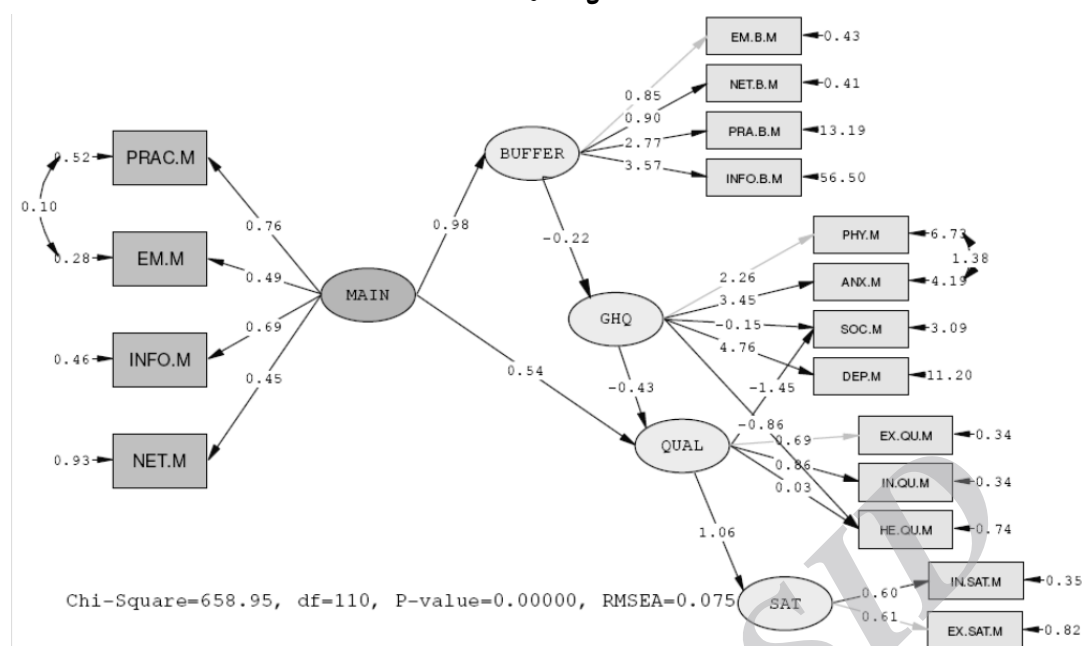 EM.B.M
0.43
NET.B.M
0.41
PRA.B.M
13.19
INFO.B.M
56.50
0.85
0.90
2.77
3.57
BUFFER
0.52
PRAC.M
0.10
0.28
EM.M
0.46
INFO.M
0.93
NET.M
0.76
0.49
0.69
0.45
MAIN
0.98
0.54
-0.22
GHQ
PHY.M
6.73
1.38
ANX.M
4.19
SOC.M
3.09
DEP.M
11.20
2.26
3.45
-0.15
4.76
-0.43
-1.45
-0.86
QUAL
0.69
0.86
0.03
EX.QU.M
0.34
IN.QU.M
0.34
HE.QU.M
0.74
1.06
SAT
0.60
0.61
IN.SAT.M
0.35
EX.SAT.M
0.82
Chi-Square=658.95, df=110, P-value=0.00000, RMSEA=0.075
SID